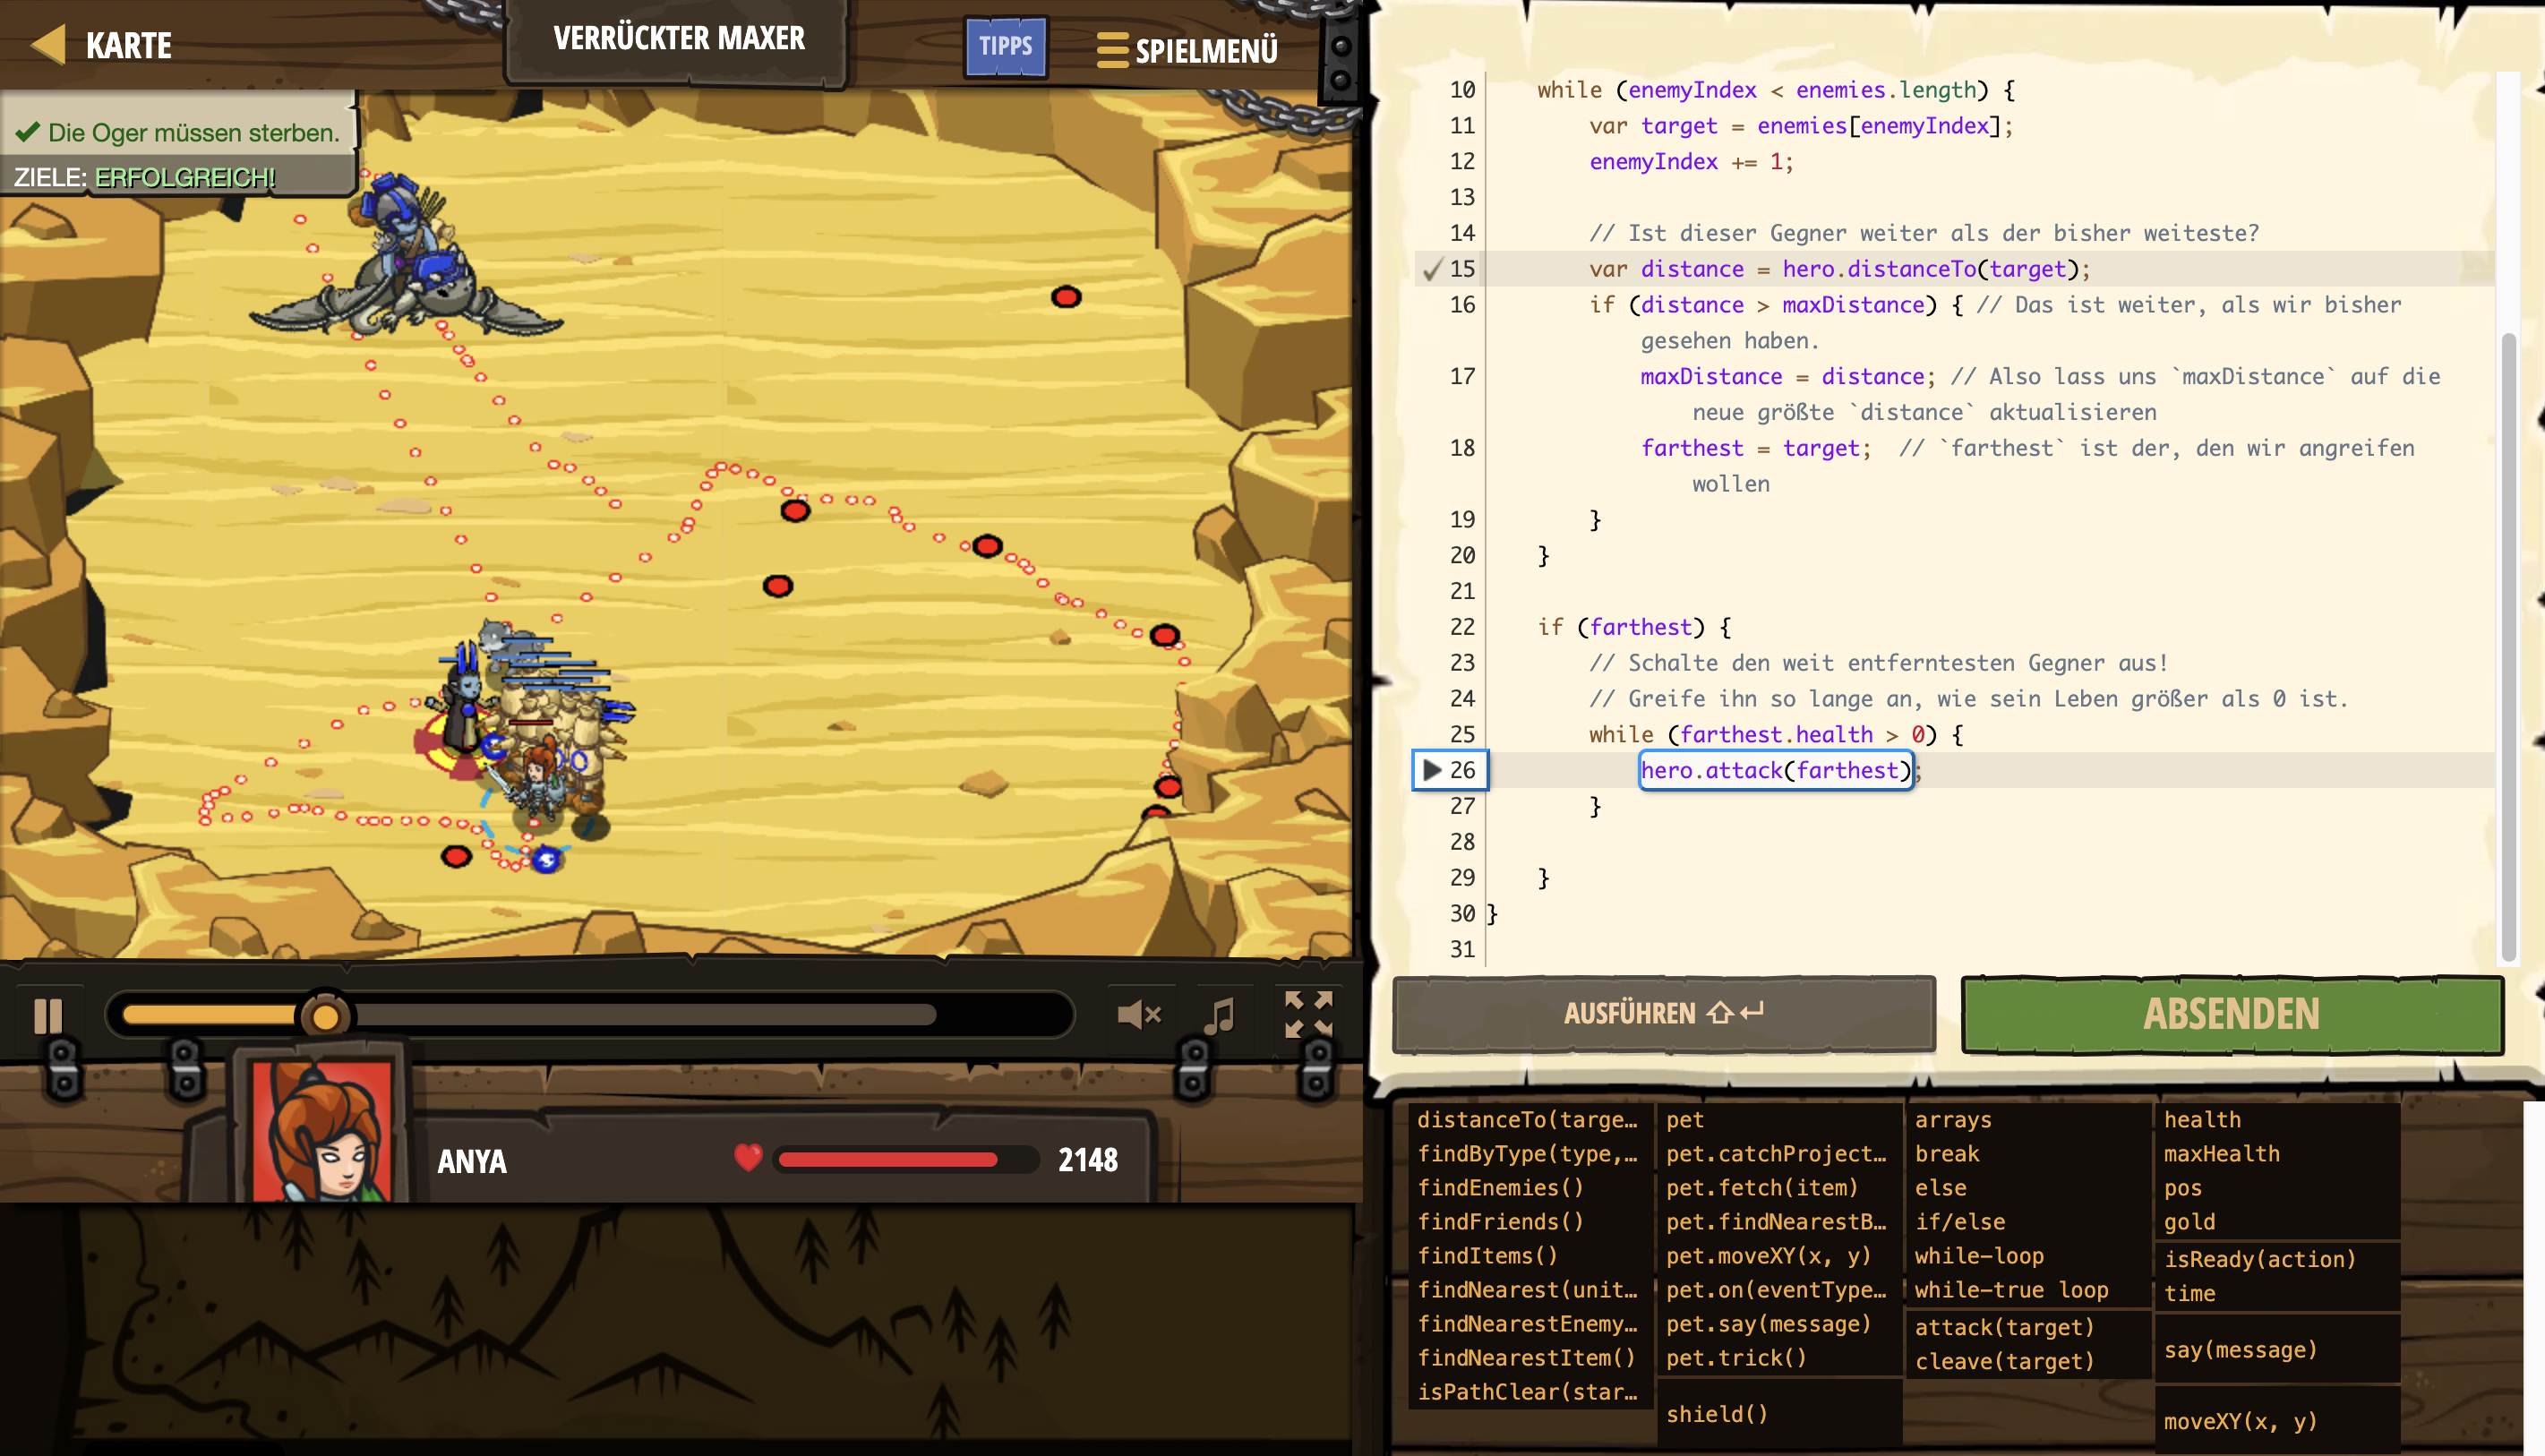 KARTE
VERRÜCKTER MAXER
TIPPS
SPIELMENÜ
Die Oger müssen sterben.
ZIELE: ERFOLGREICH!
10 while (enemyIndex < enemies.length) {
11 var target = enemies[enemyIndex];
12 enemyIndex += 1;
13
14 // Ist dieser Gegner weiter als der bisher weiteste?
15 var distance = hero.distanceTo(target);
16 if (distance > maxDistance) { // Das ist weiter, als wir bisher
gesehen haben.
17 maxDistance = distance; // Also lass uns `maxDistance` auf die
neue größte `distance` aktualisieren
18 farthest = target;  // `farthest` ist der, den wir angreifen
wollen
19 }
20 }
21
22 if (farthest) {
23 // Schalte den weit entferntesten Gegner aus!
24 // Greife ihn so lange an, wie sein Leben größer als 0 ist.
25 while (farthest.health > 0) {
26 hero.attack(farthest);
27 }
28
29 }
30 }
31
AUSFÜHREN
ABSENDEN
ANYA
2148
distanceTo(targe…
findByType(type,…
findEnemies()
findFriends()
findItems()
findNearest(unit…
findNearestEnemy…
findNearestItem()
isPathClear(star…
pet
pet.catchProject…
pet.fetch(item)
pet.findNearestB…
pet.moveXY(x, y)
pet.on(eventType…
pet.say(message)
pet.trick()
shield()
arrays
break
else
if/else
while-loop
while-true loop
attack(target)
cleave(target)
health
maxHealth
pos
gold
isReady(action)
time
say(message)
moveXY(x, y)